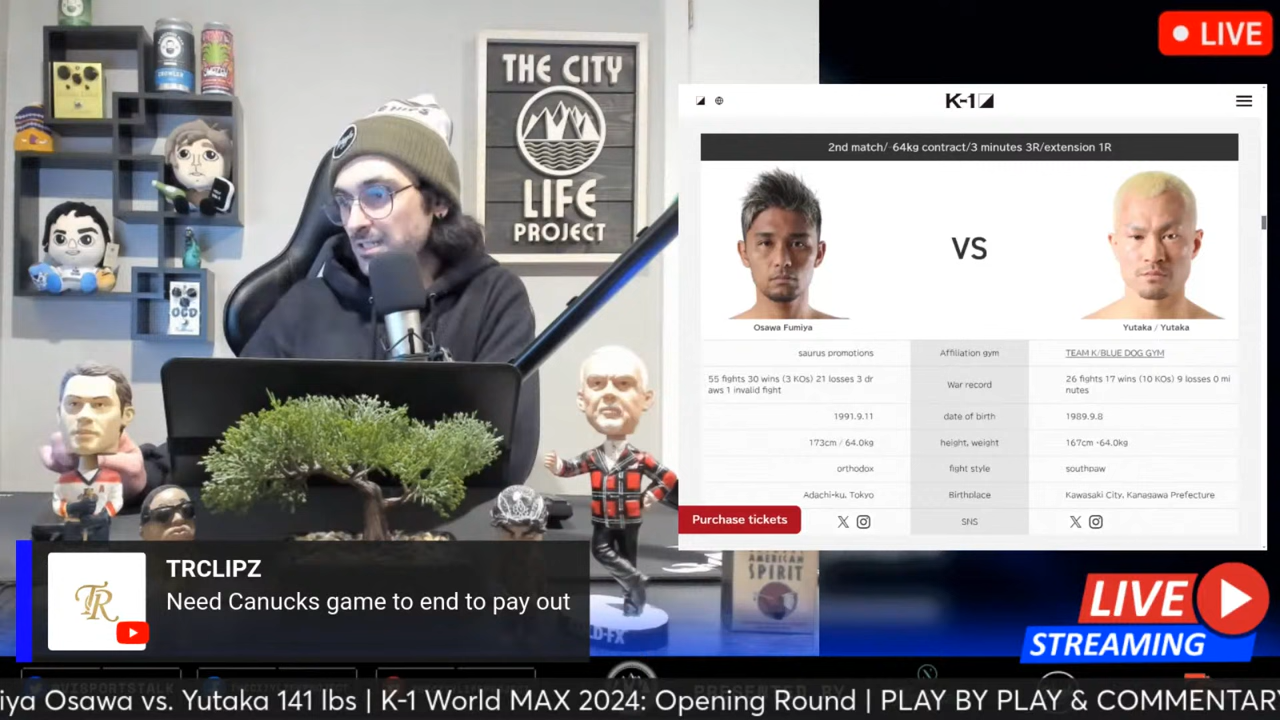 LIVE
THE CITY
LIFE
PROJECT
OCD
K-1
2nd match/ -64kg contract/3 minutes 3R/extension 1R
VS
Osawa Fumiya
Yutaka / Yutaka
saurus promotions
Affiliation gym
TEAM K/BLUE DOG GYM
55 fights 30 wins (3 KOs) 21 losses 3 dr
aws 1 invalid fight
War record
26 fights 17 wins (10 KOs) 9 losses 0 mi
nutes
1991.9.11
date of birth
1989.9.8
173cm / 64.0kg
height, weight
167cm -64.0kg
orthodox
fight style
southpaw
Adachi-ku, Tokyo
Birthplace
Kawasaki City, Kanagawa Prefecture
Purchase tickets
SNS
AMERICAN
SPIRIT
TR
TRCLIPZ
Need Canucks game to end to pay out
LIVE
STREAMING
iya Osawa vs. Yutaka 141 lbs | K-1 World MAX 2024: Opening Round | PLAY BY PLAY & COMMENTAR